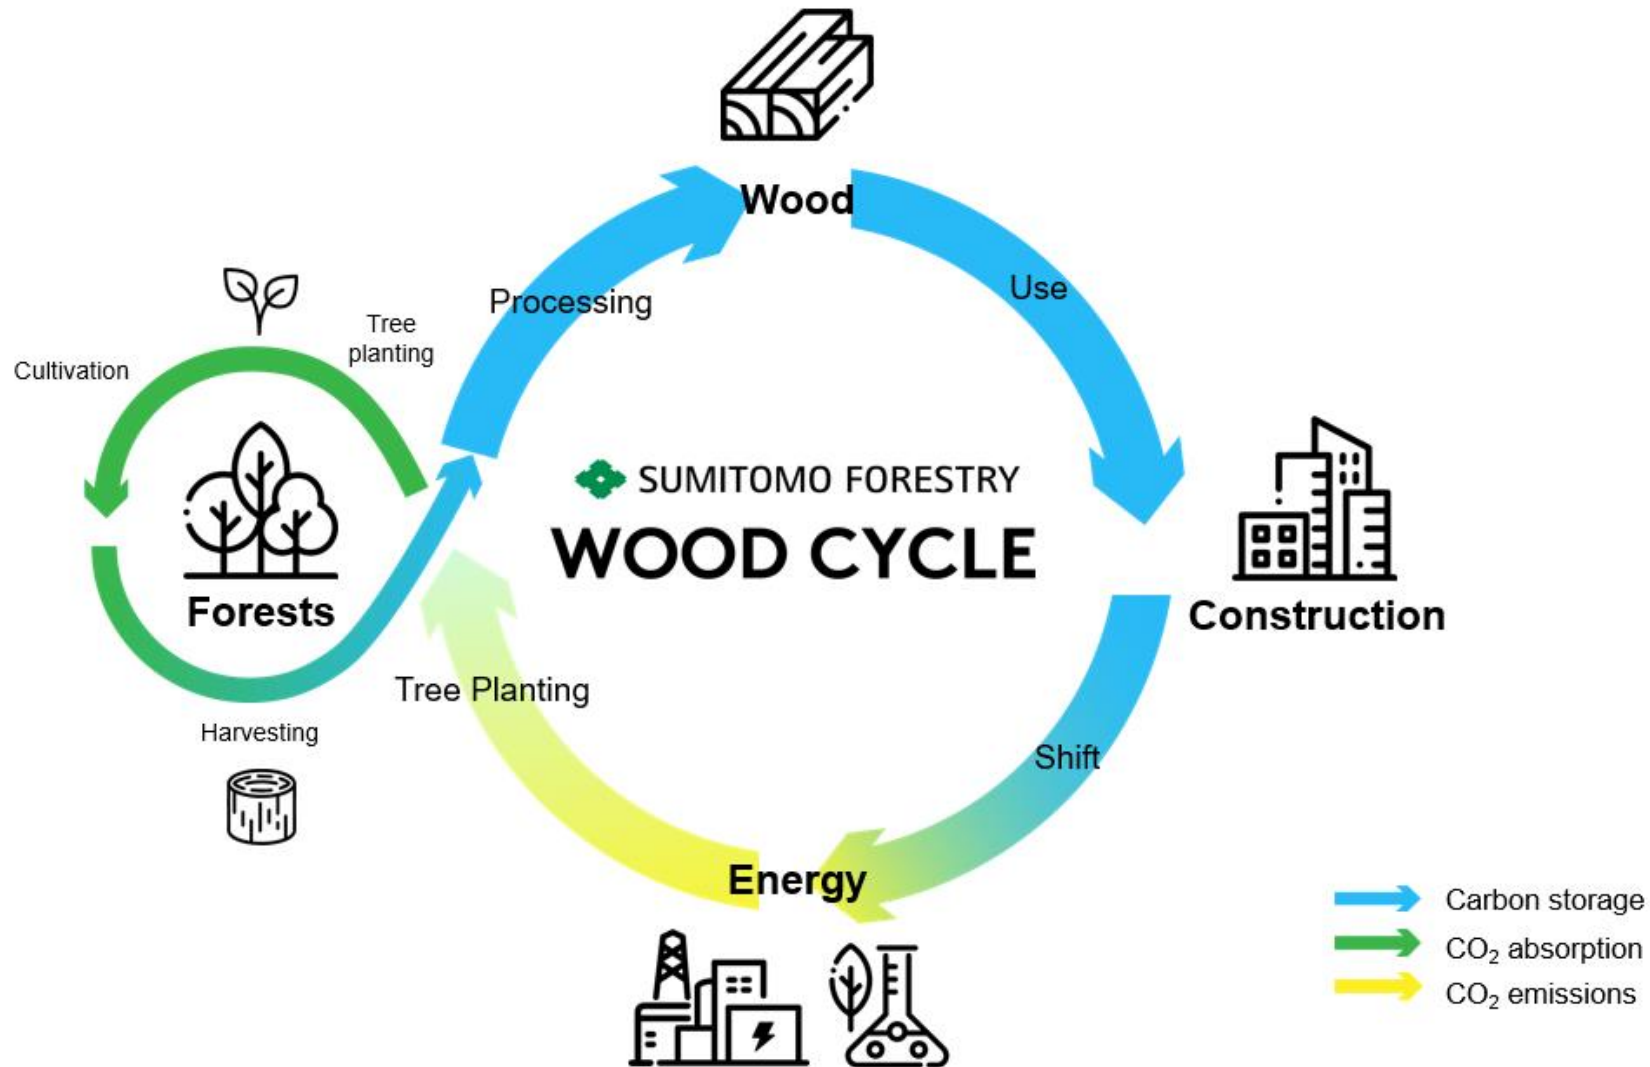 Wood
Use
Processing
Tree
planting
Cultivation
SUMITOMO FORESTRY
WOOD CYCLE
Forests
Construction
Tree Planting
Harvesting
Shift
Energy
Carbon storage
CO₂ absorption
CO₂ emissions